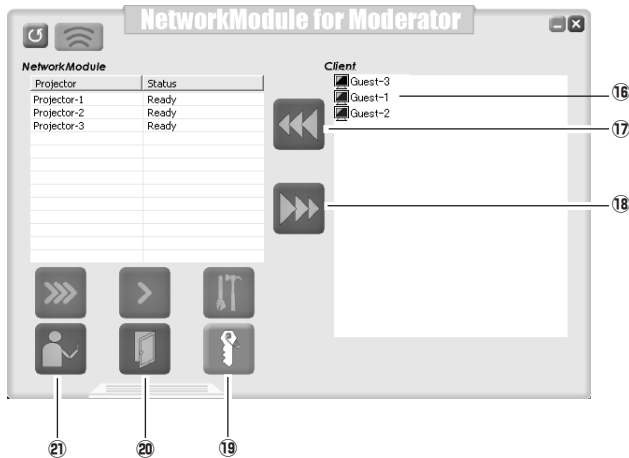 NetworkModule for Moderator
NetworkModule
Client
Projector Status
Projector-1 Ready
Projector-2 Ready
Projector-3 Ready
Guest-3
Guest-1
Guest-2
⑯
⑰
⑱
㉑
⑳
⑲